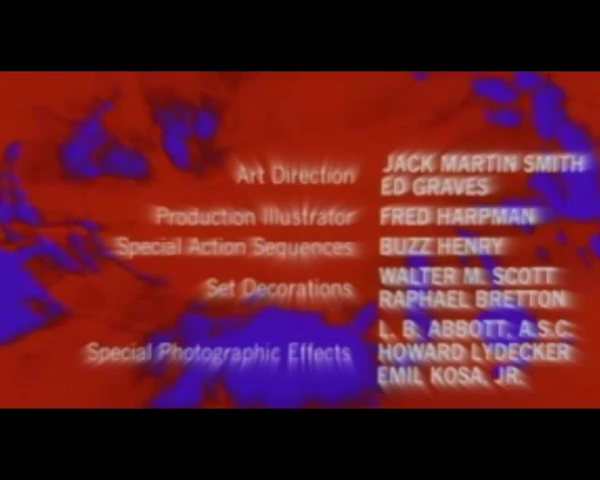 Art Direction JACK MARTIN SMITH
ED GRAVES
Production Illustrator FRED HARPMAN
Special Action Sequences BUZZ HENRY
Set Decorations WALTER M. SCOTT
RAPHAEL BRETTON
L. B. ABBOTT, A.S.C.
Special Photographic Effects HOWARD LYDECKER
EMIL KOSA, JR.